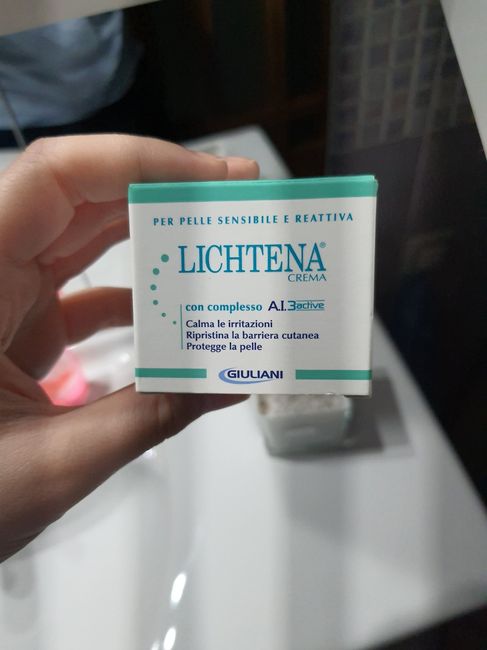 PER PELLE SENSIBILE E REATTIVA
LICHTENA®
CREMA
con complesso A.I.3active
Calma le irritazioni
Ripristina la barriera cutanea
Protegge la pelle
GIULIANI